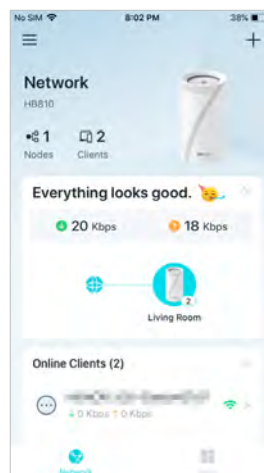 No SIM 8:02 PM 38%
Network
HB810
1 2
Nodes Clients
Everything looks good.
20 Kbps 18 Kbps
2
Living Room
Online Clients (2)
0 Kbps 0 Kbps
Network